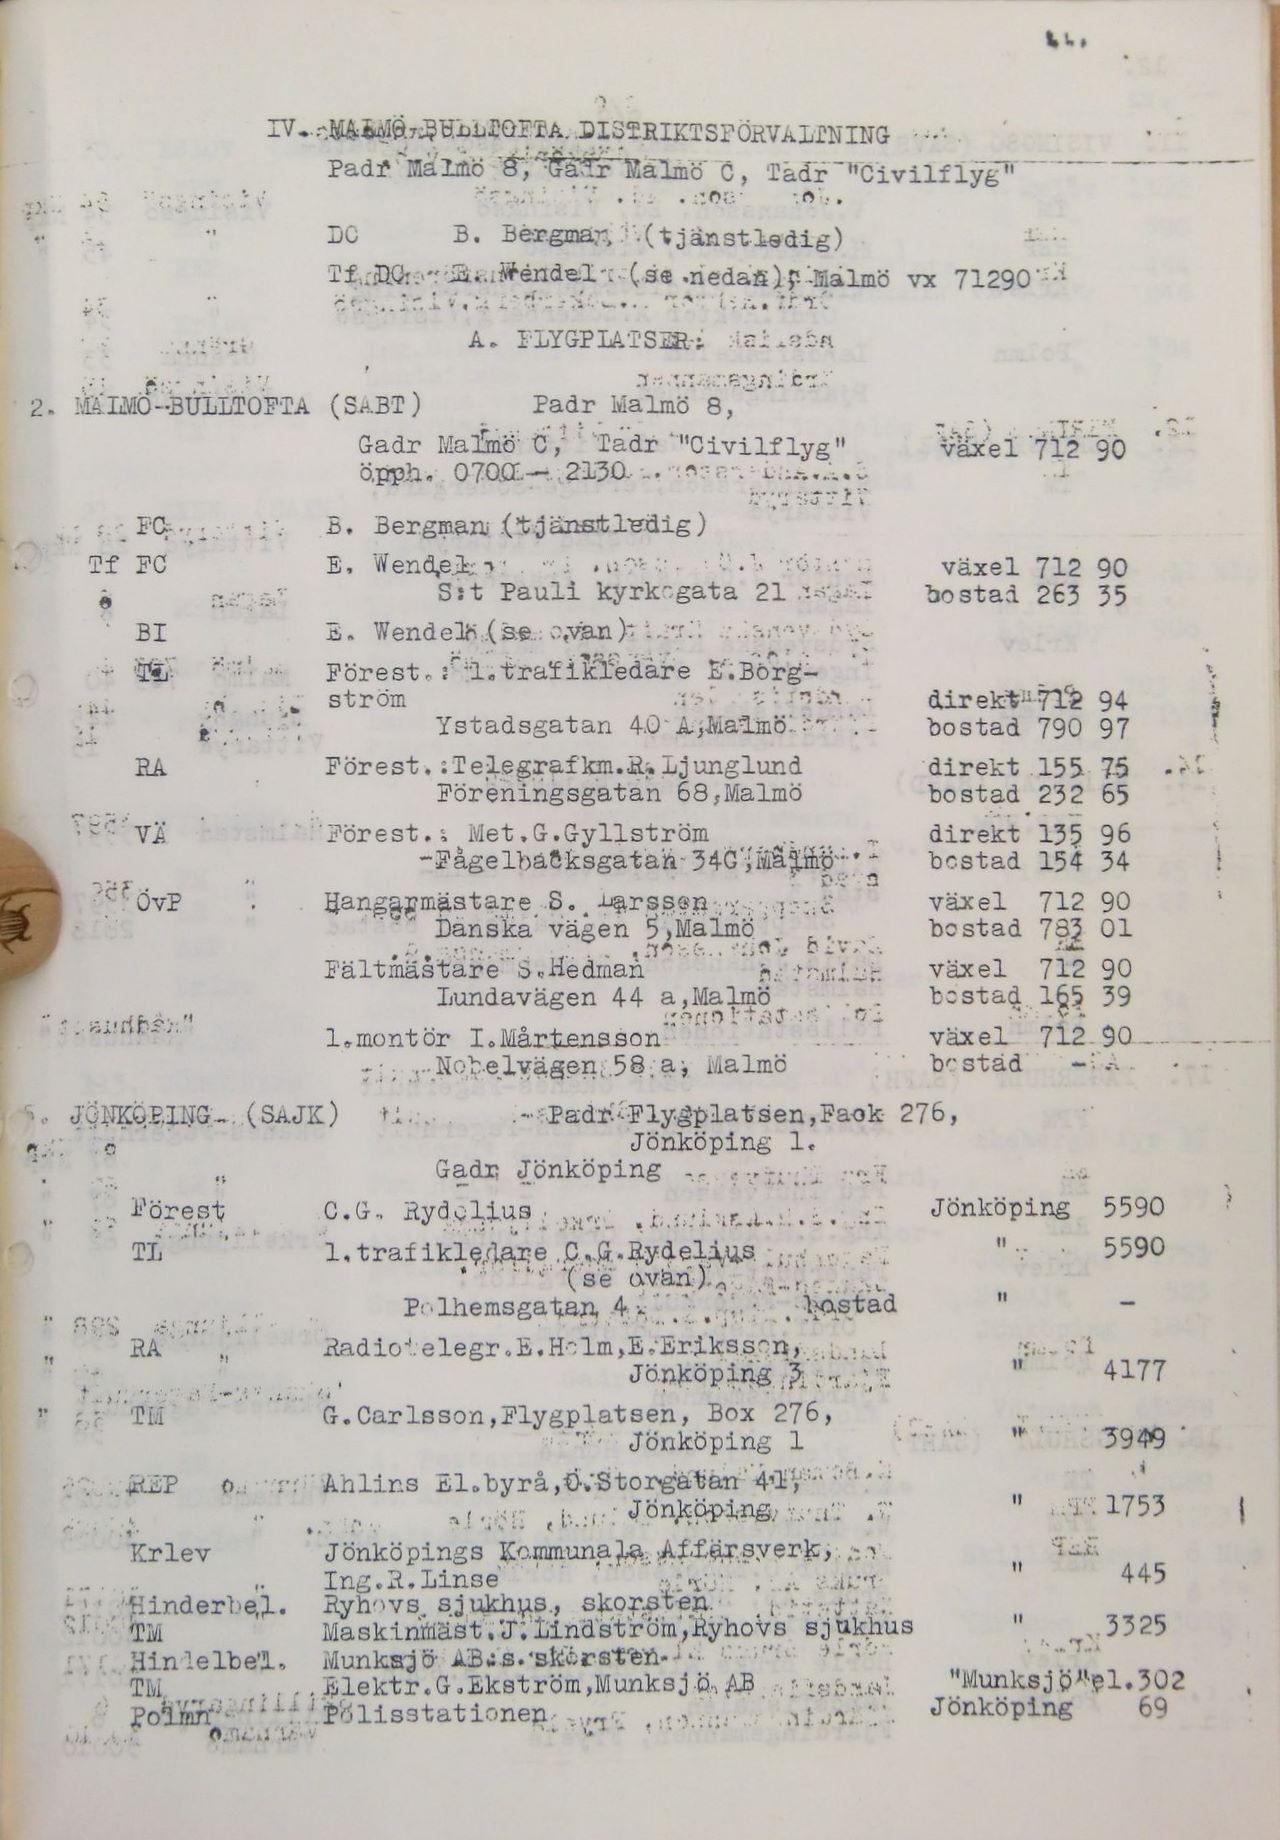 IV. MALMÖ-BULLTOFTA DISTRIKTSFÖRVALTNING
Padr Malmö 8, Gadr Malmö C, Tadr "Civilflyg"
DC B. Bergman (tjänstledig)
Tf DC E. Wendel (se nedan), Malmö vx 71290
A. FLYGPLATSER
2. MALMÖ-BULLTOFTA (SABT) Padr Malmö 8,
Gadr Malmö C, Tadr "Civilflyg" växel 712 90
öpph. 0700 - 2130
FC B. Bergman (tjänstledig)
Tf FC E. Wendel växel 712 90
S:t Pauli kyrkogata 21 bostad 263 35
BI E. Wendel (se ovan)
TL Förest.: 1.trafikledare E.Borg-
ström direkt 712 94
Ystadsgatan 40 A,Malmö bostad 790 97
RA Förest.:Telegrafkm.R.Ljunglund direkt 155 75
Föreningsgatan 68,Malmö bostad 232 65
VÄ Förest.: Met.G.Gyllström direkt 135 96
Fågelbacksgatan 34C,Malmö bostad 154 34
ÖvP Hangarmästare S. Larsson växel 712 90
Danska vägen 5,Malmö bostad 783 01
Fältmästare S.Hedman växel 712 90
Lundavägen 44 a,Malmö bostad 165 39
1.montör I.Mårtensson växel 712 90
Nobelvägen 58 a, Malmö bostad -
5. JÖNKÖPING (SAJK) Padr Flygplatsen,Fack 276,
Jönköping 1.
Gadr Jönköping
Förest C.G. Rydelius Jönköping 5590
TL 1.trafikledare C.G.Rydelius " 5590
(se ovan)
Polhemsgatan 4 bostad " -
RA Radiotelegr.E.Holm,E.Eriksson,
Jönköping 3 " 4177
TM G.Carlsson,Flygplatsen, Box 276,
Jönköping 1 " 3949
REP Ahlins El.byrå,Ö.Storgatan 41,
Jönköping " 1753
Krlev Jönköpings Kommunala Affärsverk,
Ing.R.Linse " 445
Hinderbel. Ryhovs sjukhus, skorsten
TM Maskinmäst.J.Lindström,Ryhovs sjukhus " 3325
Hindelbel. Munksjö AB:s skorsten
TM Elektr.G.Ekström,Munksjö AB "Munksjö"el.302
Polmn Polisstationen Jönköping 69